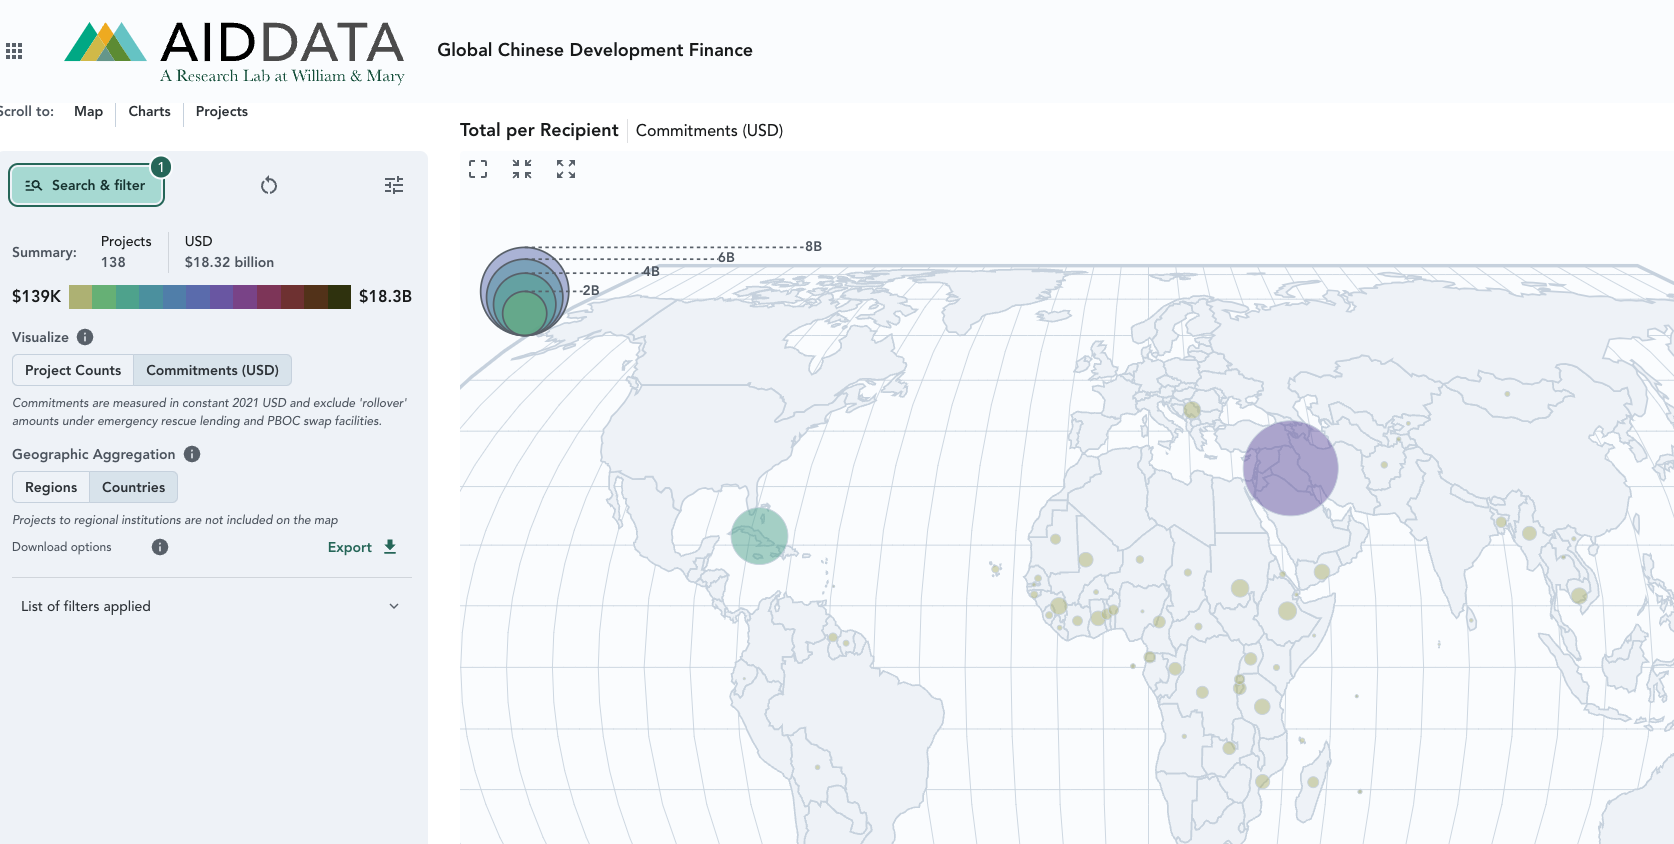 AIDDATA
A Research Lab at William & Mary
Global Chinese Development Finance
Scroll to:
Map
Charts
Projects
Total per Recipient
Commitments (USD)
1
Search & filter
Summary:
Projects
138
USD
$18.32 billion
$139K
$18.3B
Visualize
Project Counts
Commitments (USD)
Commitments are measured in constant 2021 USD and exclude 'rollover'
amounts under emergency rescue lending and PBOC swap facilities.
Geographic Aggregation
Regions
Countries
Projects to regional institutions are not included on the map
Download options
Export
List of filters applied
8B
6B
4B
2B